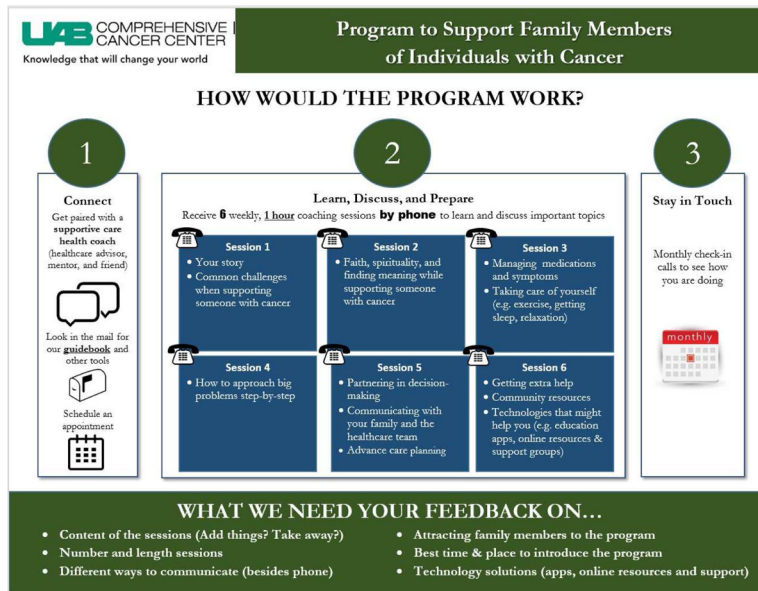 UAB COMPREHENSIVE
CANCER CENTER
Knowledge that will change your world
Program to Support Family Members
of Individuals with Cancer
HOW WOULD THE PROGRAM WORK?
1
Connect
Get paired with a
supportive care
health coach
(healthcare advisor,
mentor, and friend)
Look in the mail for
our guidebook and
other tools
Schedule an
appointment
2
Learn, Discuss, and Prepare
Receive 6 weekly, 1 hour coaching sessions by phone to learn and discuss important topics
Session 1
• Your story
• Common challenges
when supporting
someone with cancer
Session 2
• Faith, spirituality, and
finding meaning while
supporting someone
with cancer
Session 3
• Managing medications
and symptoms
• Taking care of yourself
(e.g. exercise, getting
sleep, relaxation)
Session 4
• How to approach big
problems step-by-step
Session 5
• Partnering in decision-
making
• Communicating with
your family and the
healthcare team
• Advance care planning
Session 6
• Getting extra help
• Community resources
• Technologies that might
help you (e.g. education
apps, online resources &
support groups)
3
Stay in Touch
Monthly check-in
calls to see how
you are doing
monthly
WHAT WE NEED YOUR FEEDBACK ON…
• Content of the sessions (Add things? Take away?)
• Number and length sessions
• Different ways to communicate (besides phone)
• Attracting family members to the program
• Best time & place to introduce the program
• Technology solutions (apps, online resources and support)